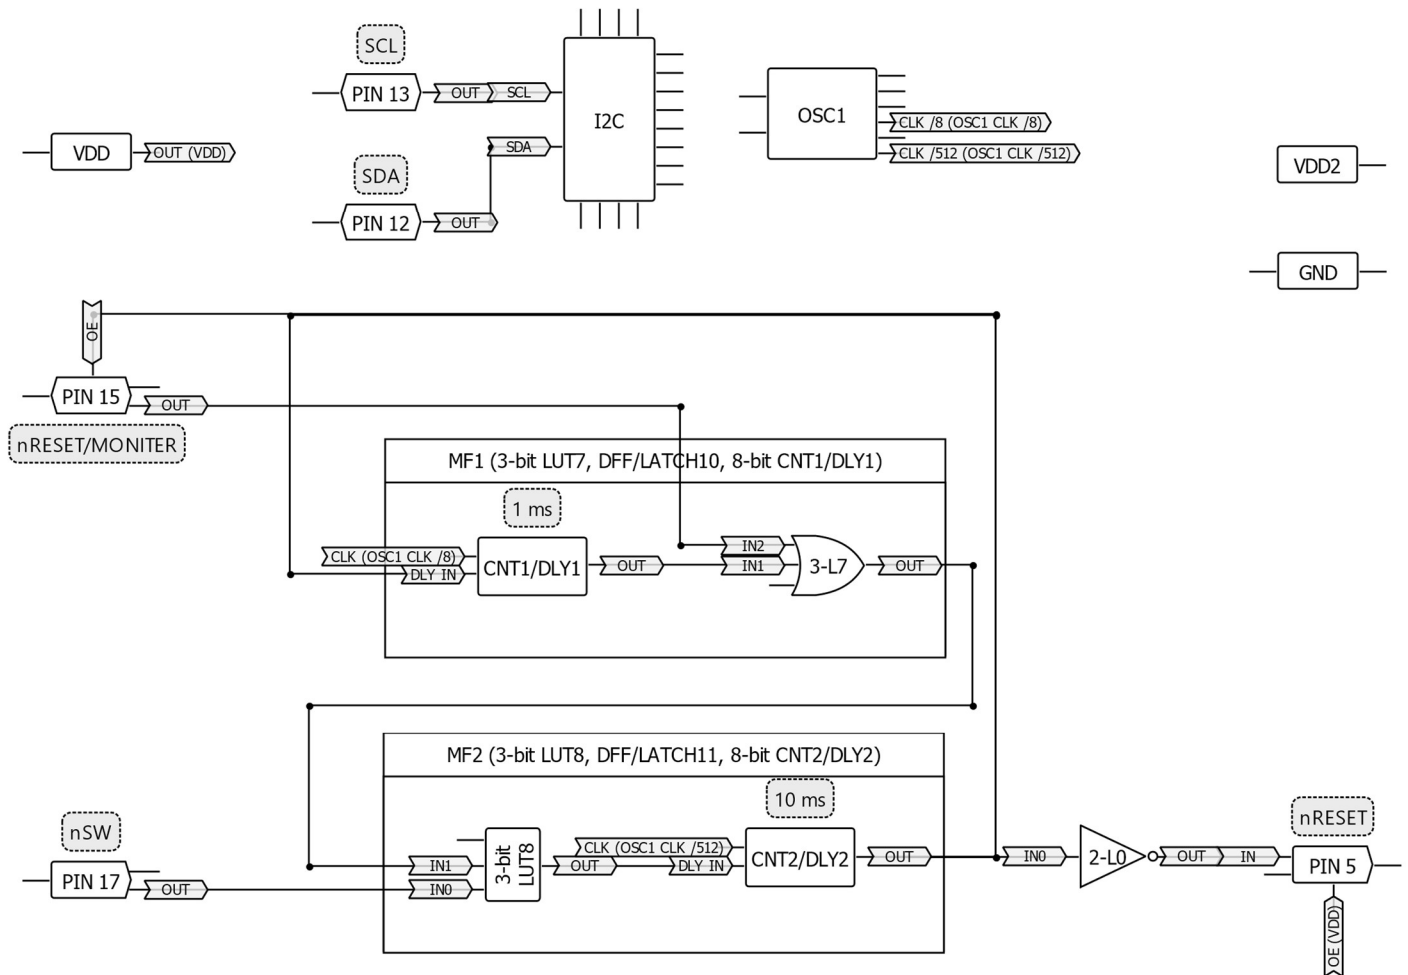 SCL
PIN 13
OUT
SCL
I2C
OSC1
CLK /8 (OSC1 CLK /8)
CLK /512 (OSC1 CLK /512)
VDD
OUT (VDD)
SDA
SDA
PIN 12
OUT
VDD2
GND
OE
PIN 15
OUT
nRESET/MONITER
MF1 (3-bit LUT7, DFF/LATCH10, 8-bit CNT1/DLY1)
1 ms
CLK (OSC1 CLK /8)
DLY IN
CNT1/DLY1
OUT
IN2
IN1
3-L7
OUT
MF2 (3-bit LUT8, DFF/LATCH11, 8-bit CNT2/DLY2)
10 ms
nSW
PIN 17
OUT
IN1
IN0
3-bit
LUT8
OUT
CLK (OSC1 CLK /512)
DLY IN
CNT2/DLY2
OUT
IN0
2-L0
OUT
IN
nRESET
PIN 5
OE (VDD)